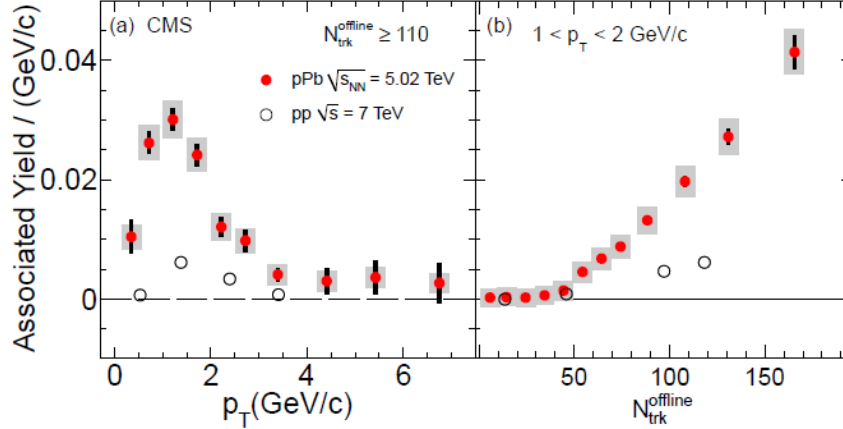 (a) CMS
N_trk^offline ≥ 110
pPb √s_NN = 5.02 TeV
pp √s = 7 TeV
(b) 1 < p_T < 2 GeV/c
Associated Yield / (GeV/c)
0.04
0.02
0
0 2 4 6
50 100 150
p_T(GeV/c)
N_trk^offline